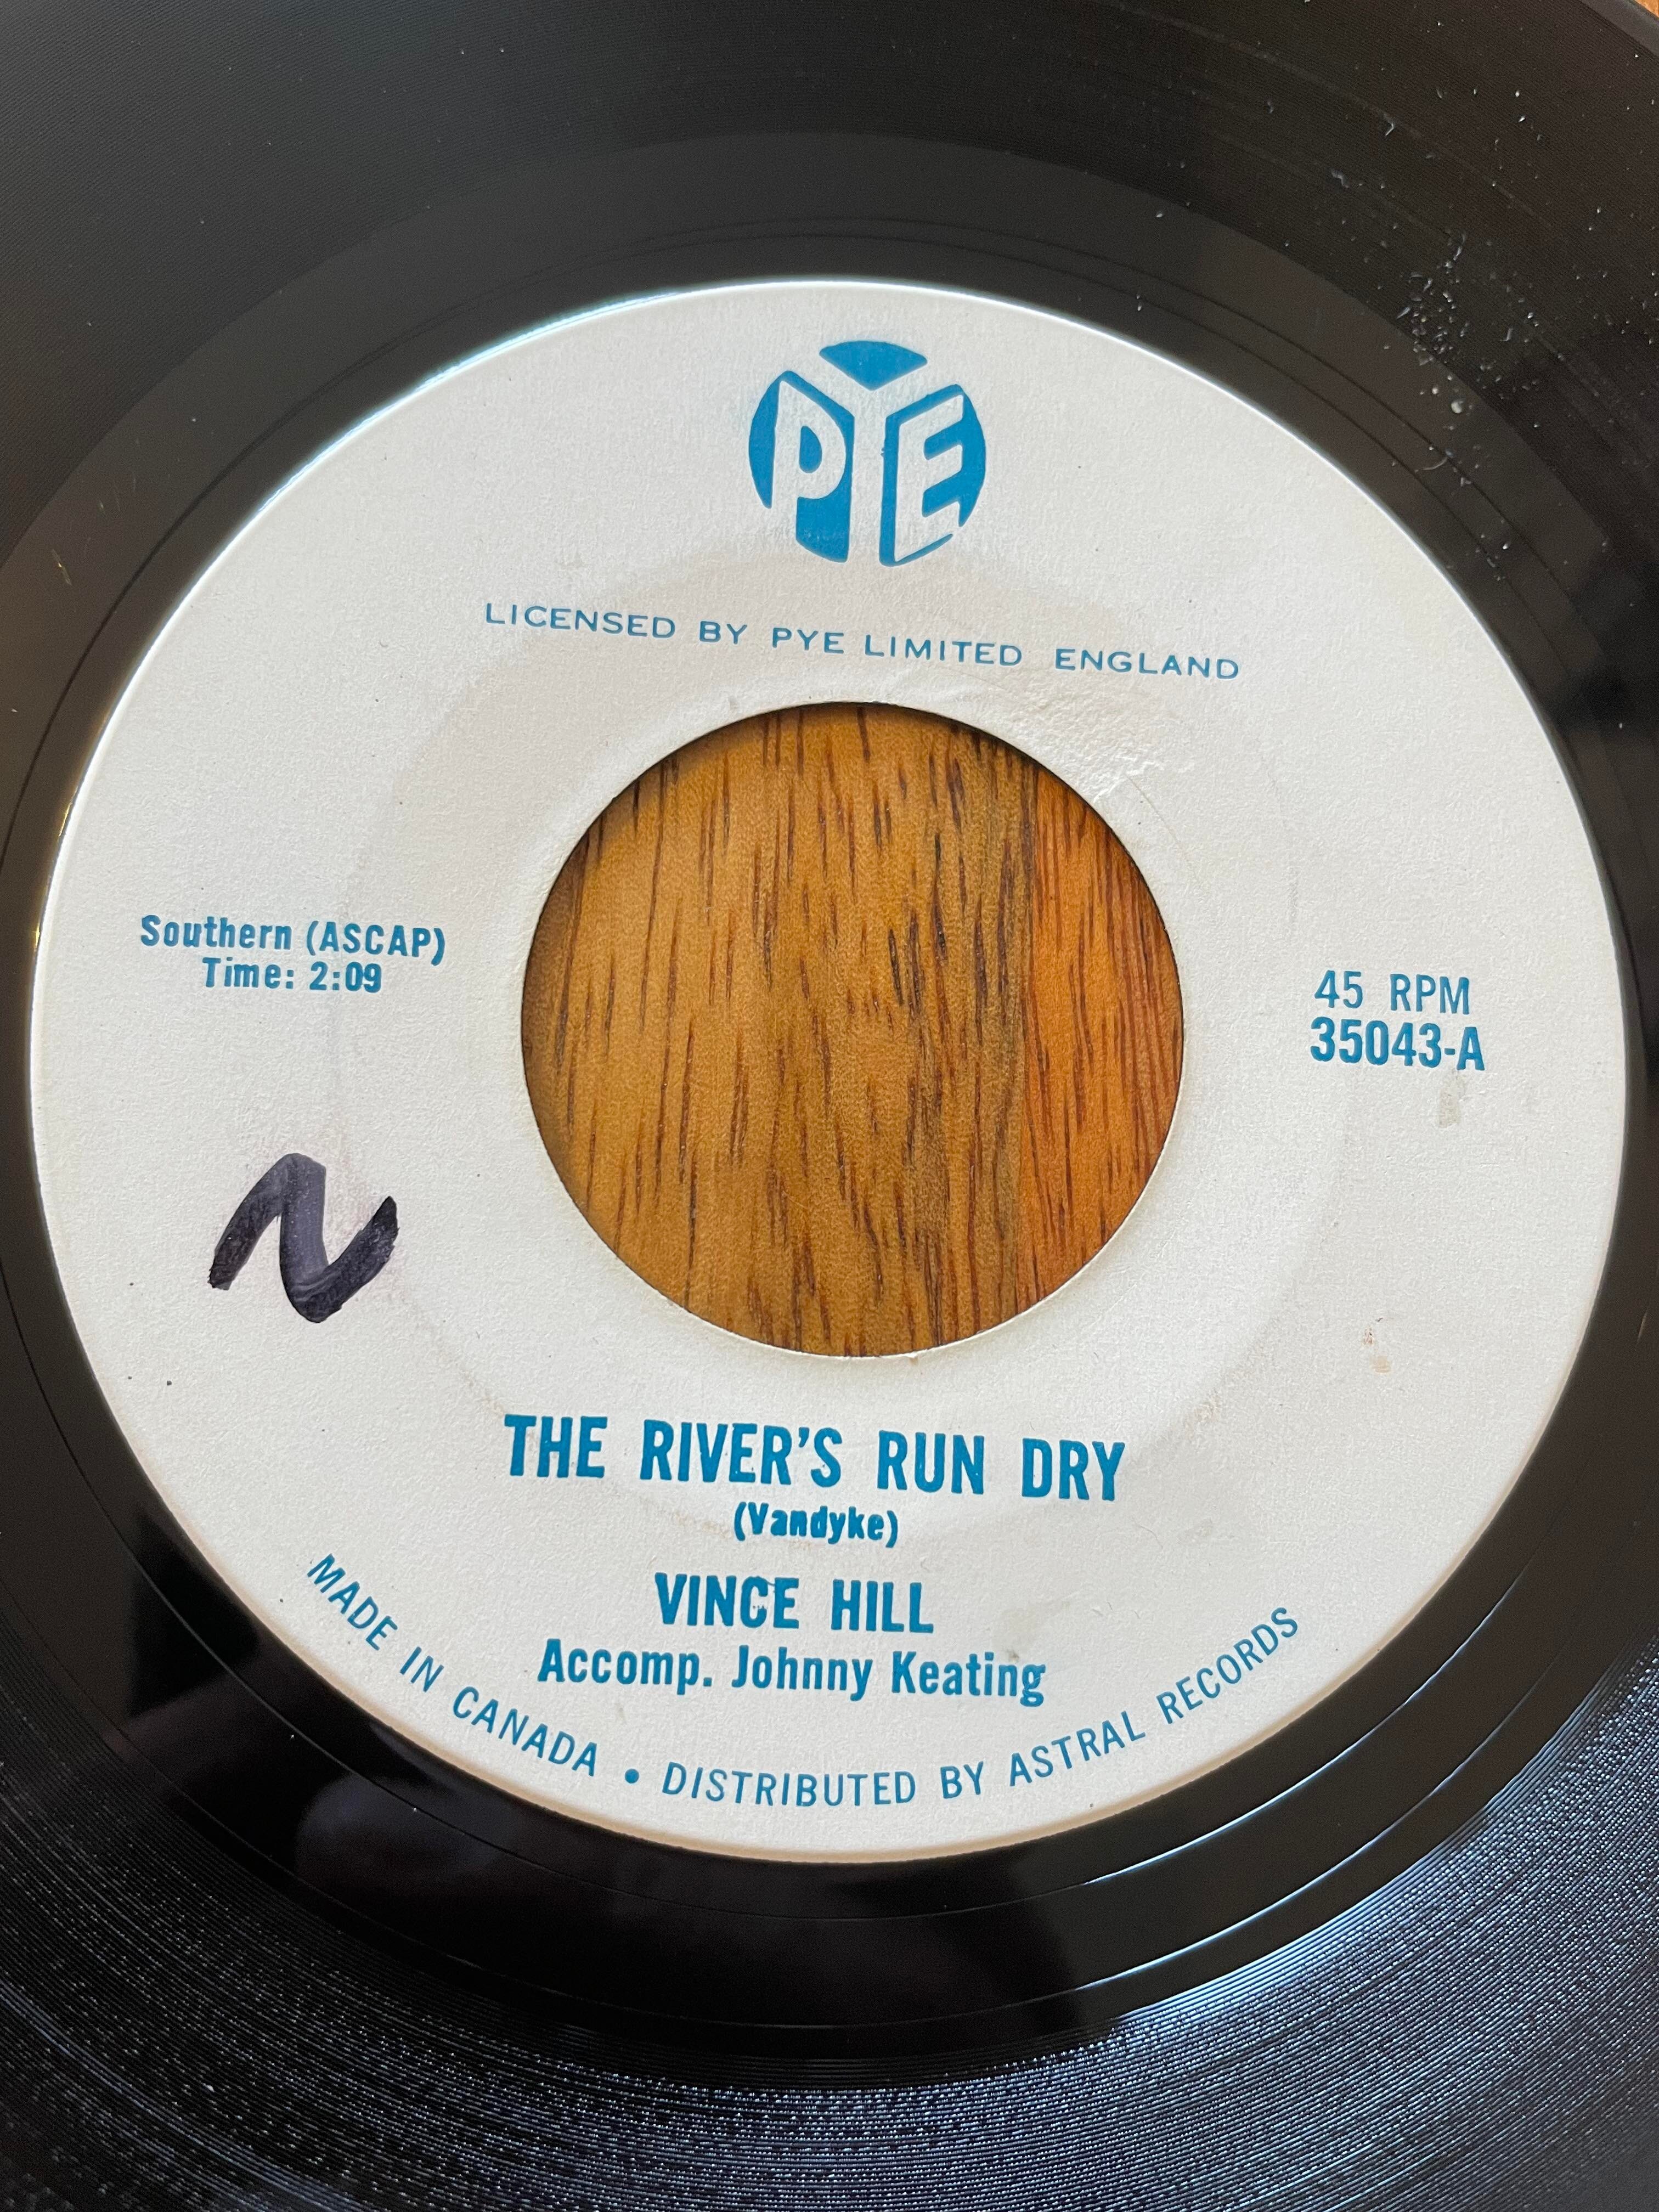 PYE
LICENSED BY PYE LIMITED ENGLAND
Southern (ASCAP)
Time: 2:09
45 RPM
35043-A
THE RIVER'S RUN DRY
(Vandyke)
VINCE HILL
Accomp. Johnny Keating
MADE IN CANADA • DISTRIBUTED BY ASTRAL RECORDS